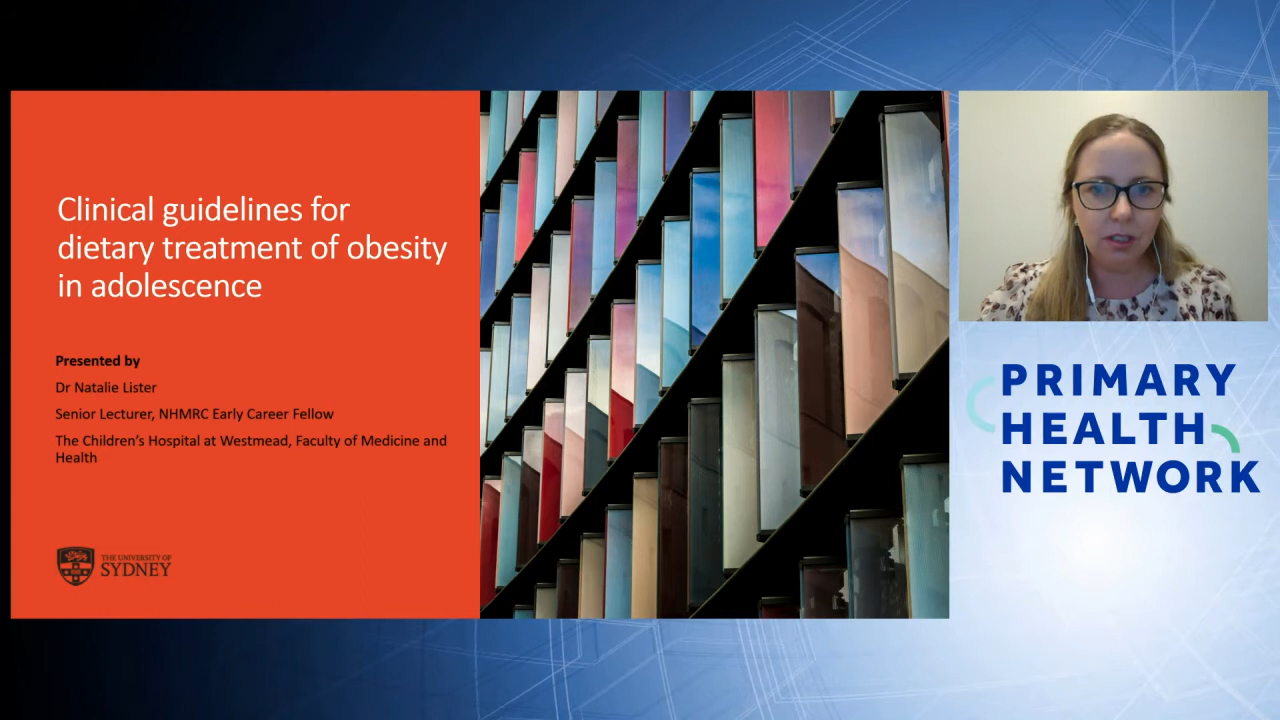 Clinical guidelines for
dietary treatment of obesity
in adolescence
Presented by
Dr Natalie Lister
Senior Lecturer, NHMRC Early Career Fellow
The Children’s Hospital at Westmead, Faculty of Medicine and
Health
THE UNIVERSITY OF
SYDNEY
PRIMARY
HEALTH
NETWORK